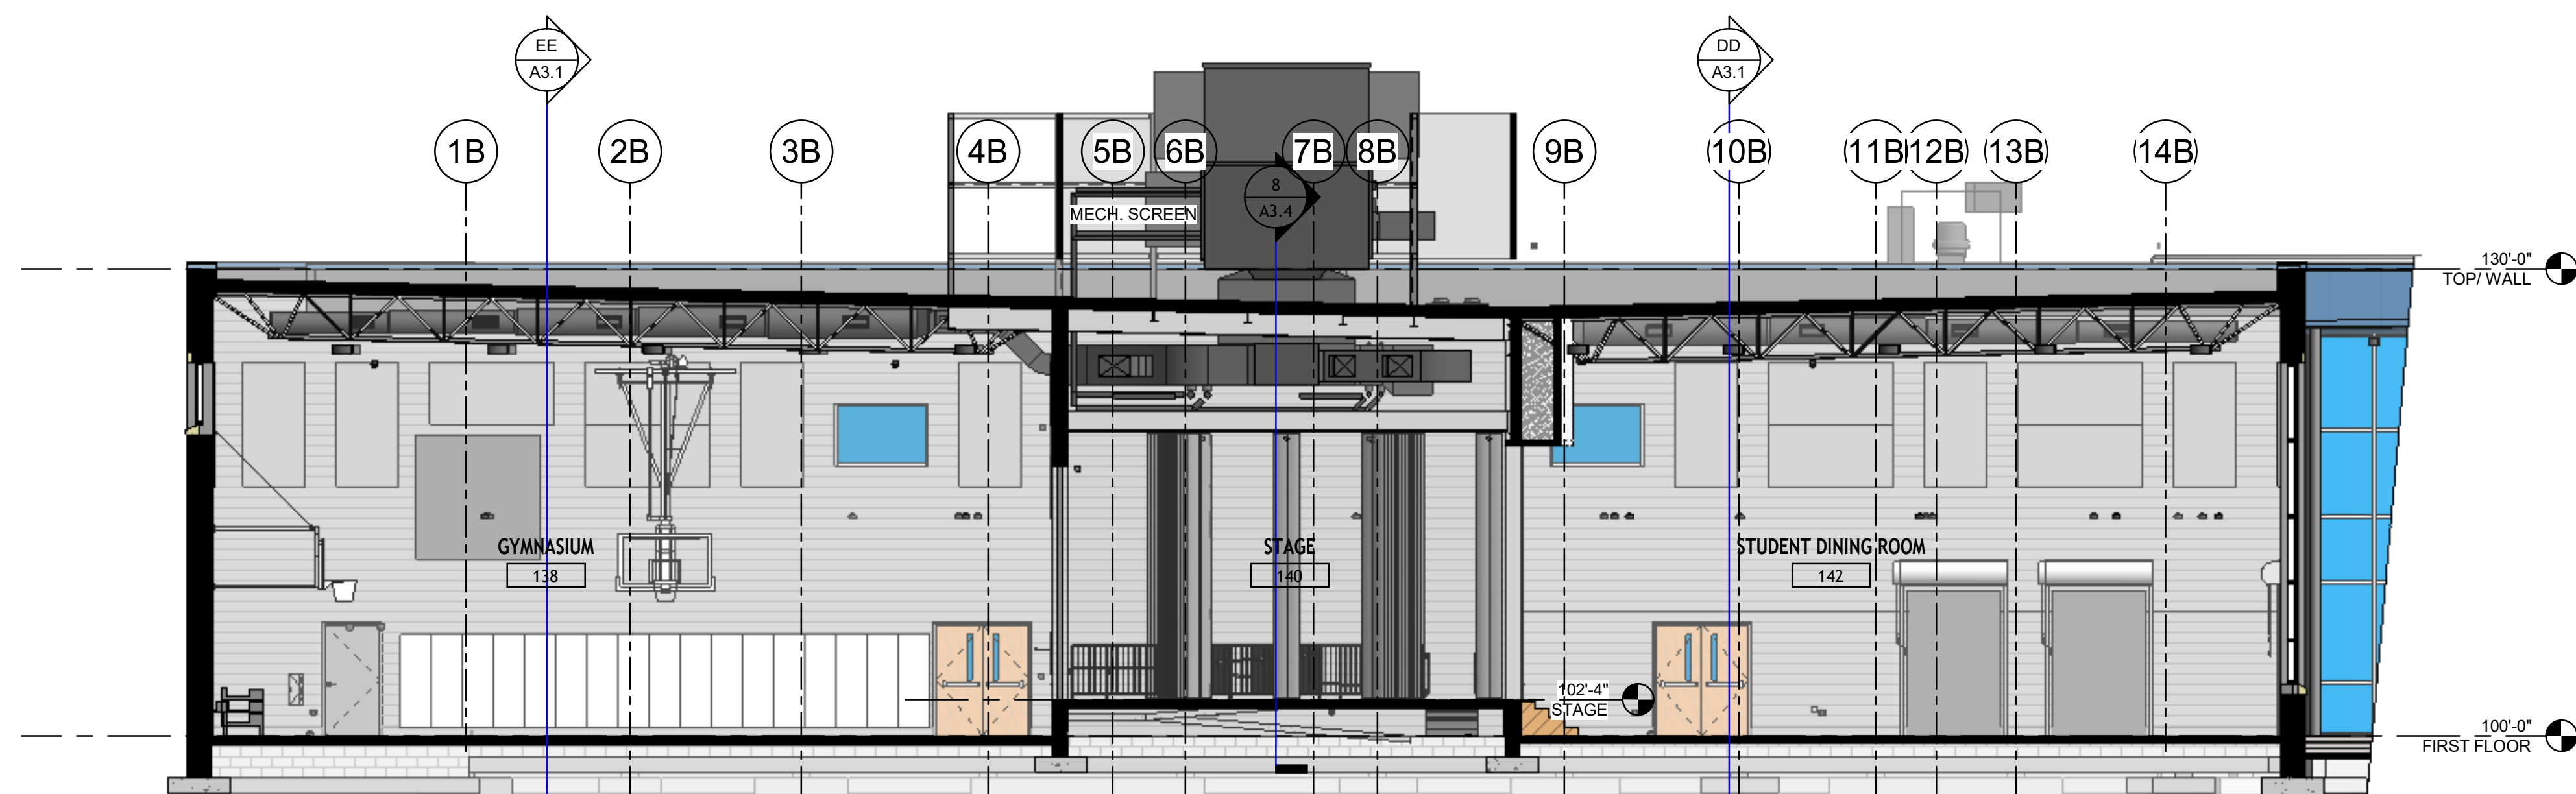 EE
A3.1
DD
A3.1
1B
2B
3B
4B
5B
6B
7B
8B
9B
10B
11B
12B
13B
14B
8
A3.4
MECH. SCREEN
130'-0"
TOP/ WALL
GYMNASIUM
138
STAGE
140
STUDENT DINING ROOM
142
102'-4"
STAGE
100'-0"
FIRST FLOOR